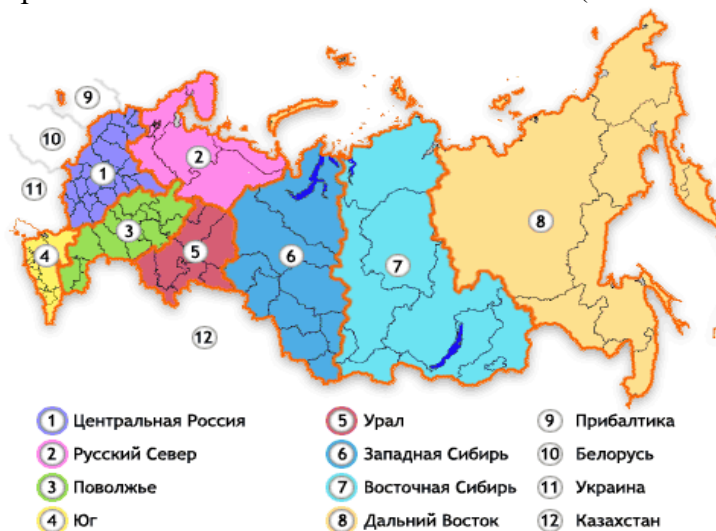 9
10
2
1
11
3
8
4
5
6
7
12
1 Центральная Россия
2 Русский Север
3 Поволжье
4 Юг
5 Урал
6 Западная Сибирь
7 Восточная Сибирь
8 Дальний Восток
9 Прибалтика
10 Белорусь
11 Украина
12 Казахстан